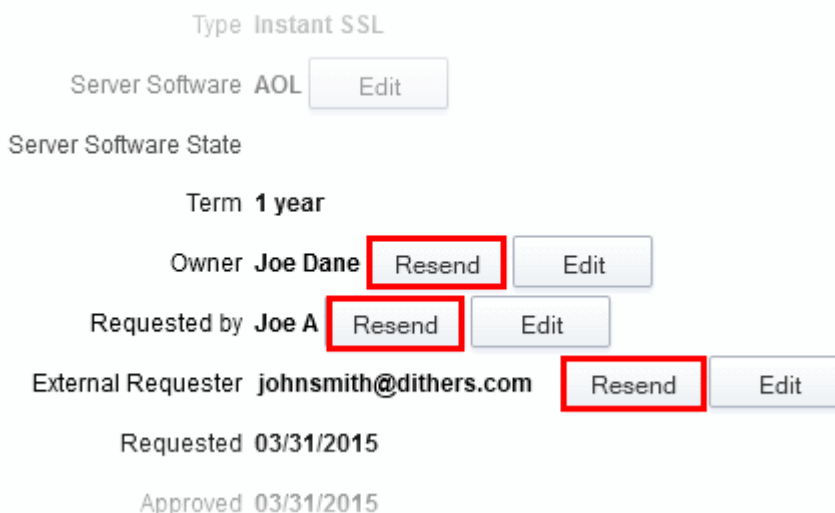 Type Instant SSL
Server Software AOL Edit
Server Software State
Term 1 year
Owner Joe Dane Resend Edit
Requested by Joe A Resend Edit
External Requester johnsmith@dithers.com Resend Edit
Requested 03/31/2015
Approved 03/31/2015